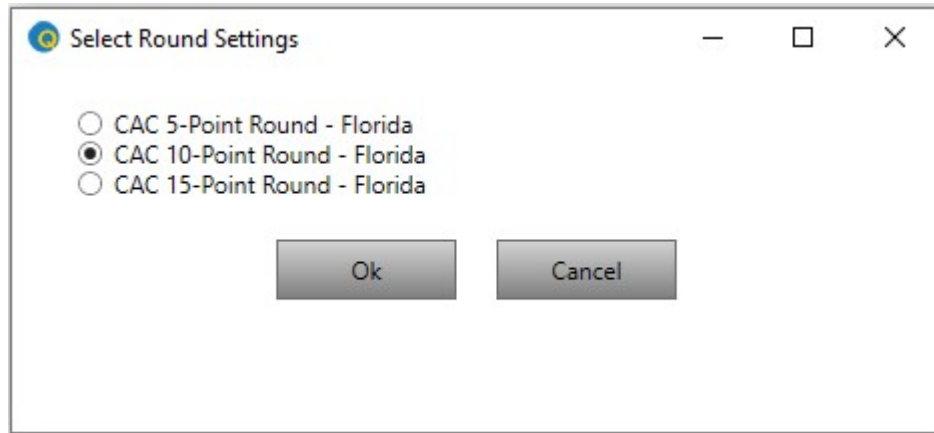 Select Round Settings
CAC 5-Point Round - Florida
CAC 10-Point Round - Florida
CAC 15-Point Round - Florida
Ok Cancel